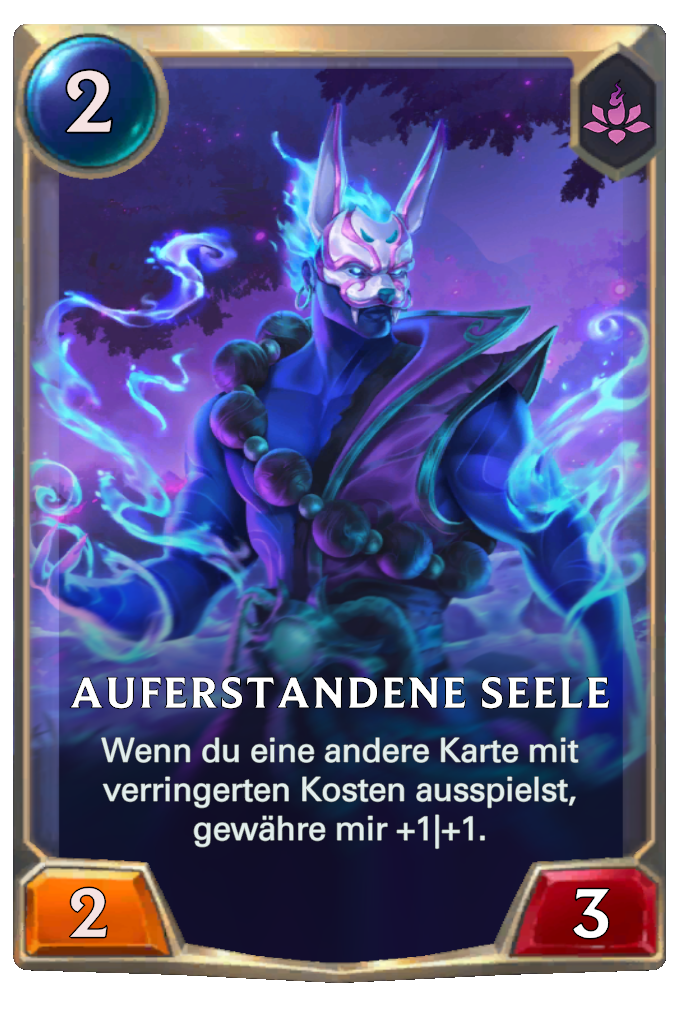 2
AUFERSTANDENE SEELE
Wenn du eine andere Karte mit
verringerten Kosten ausspielst,
gewähre mir +1|+1.
2
3